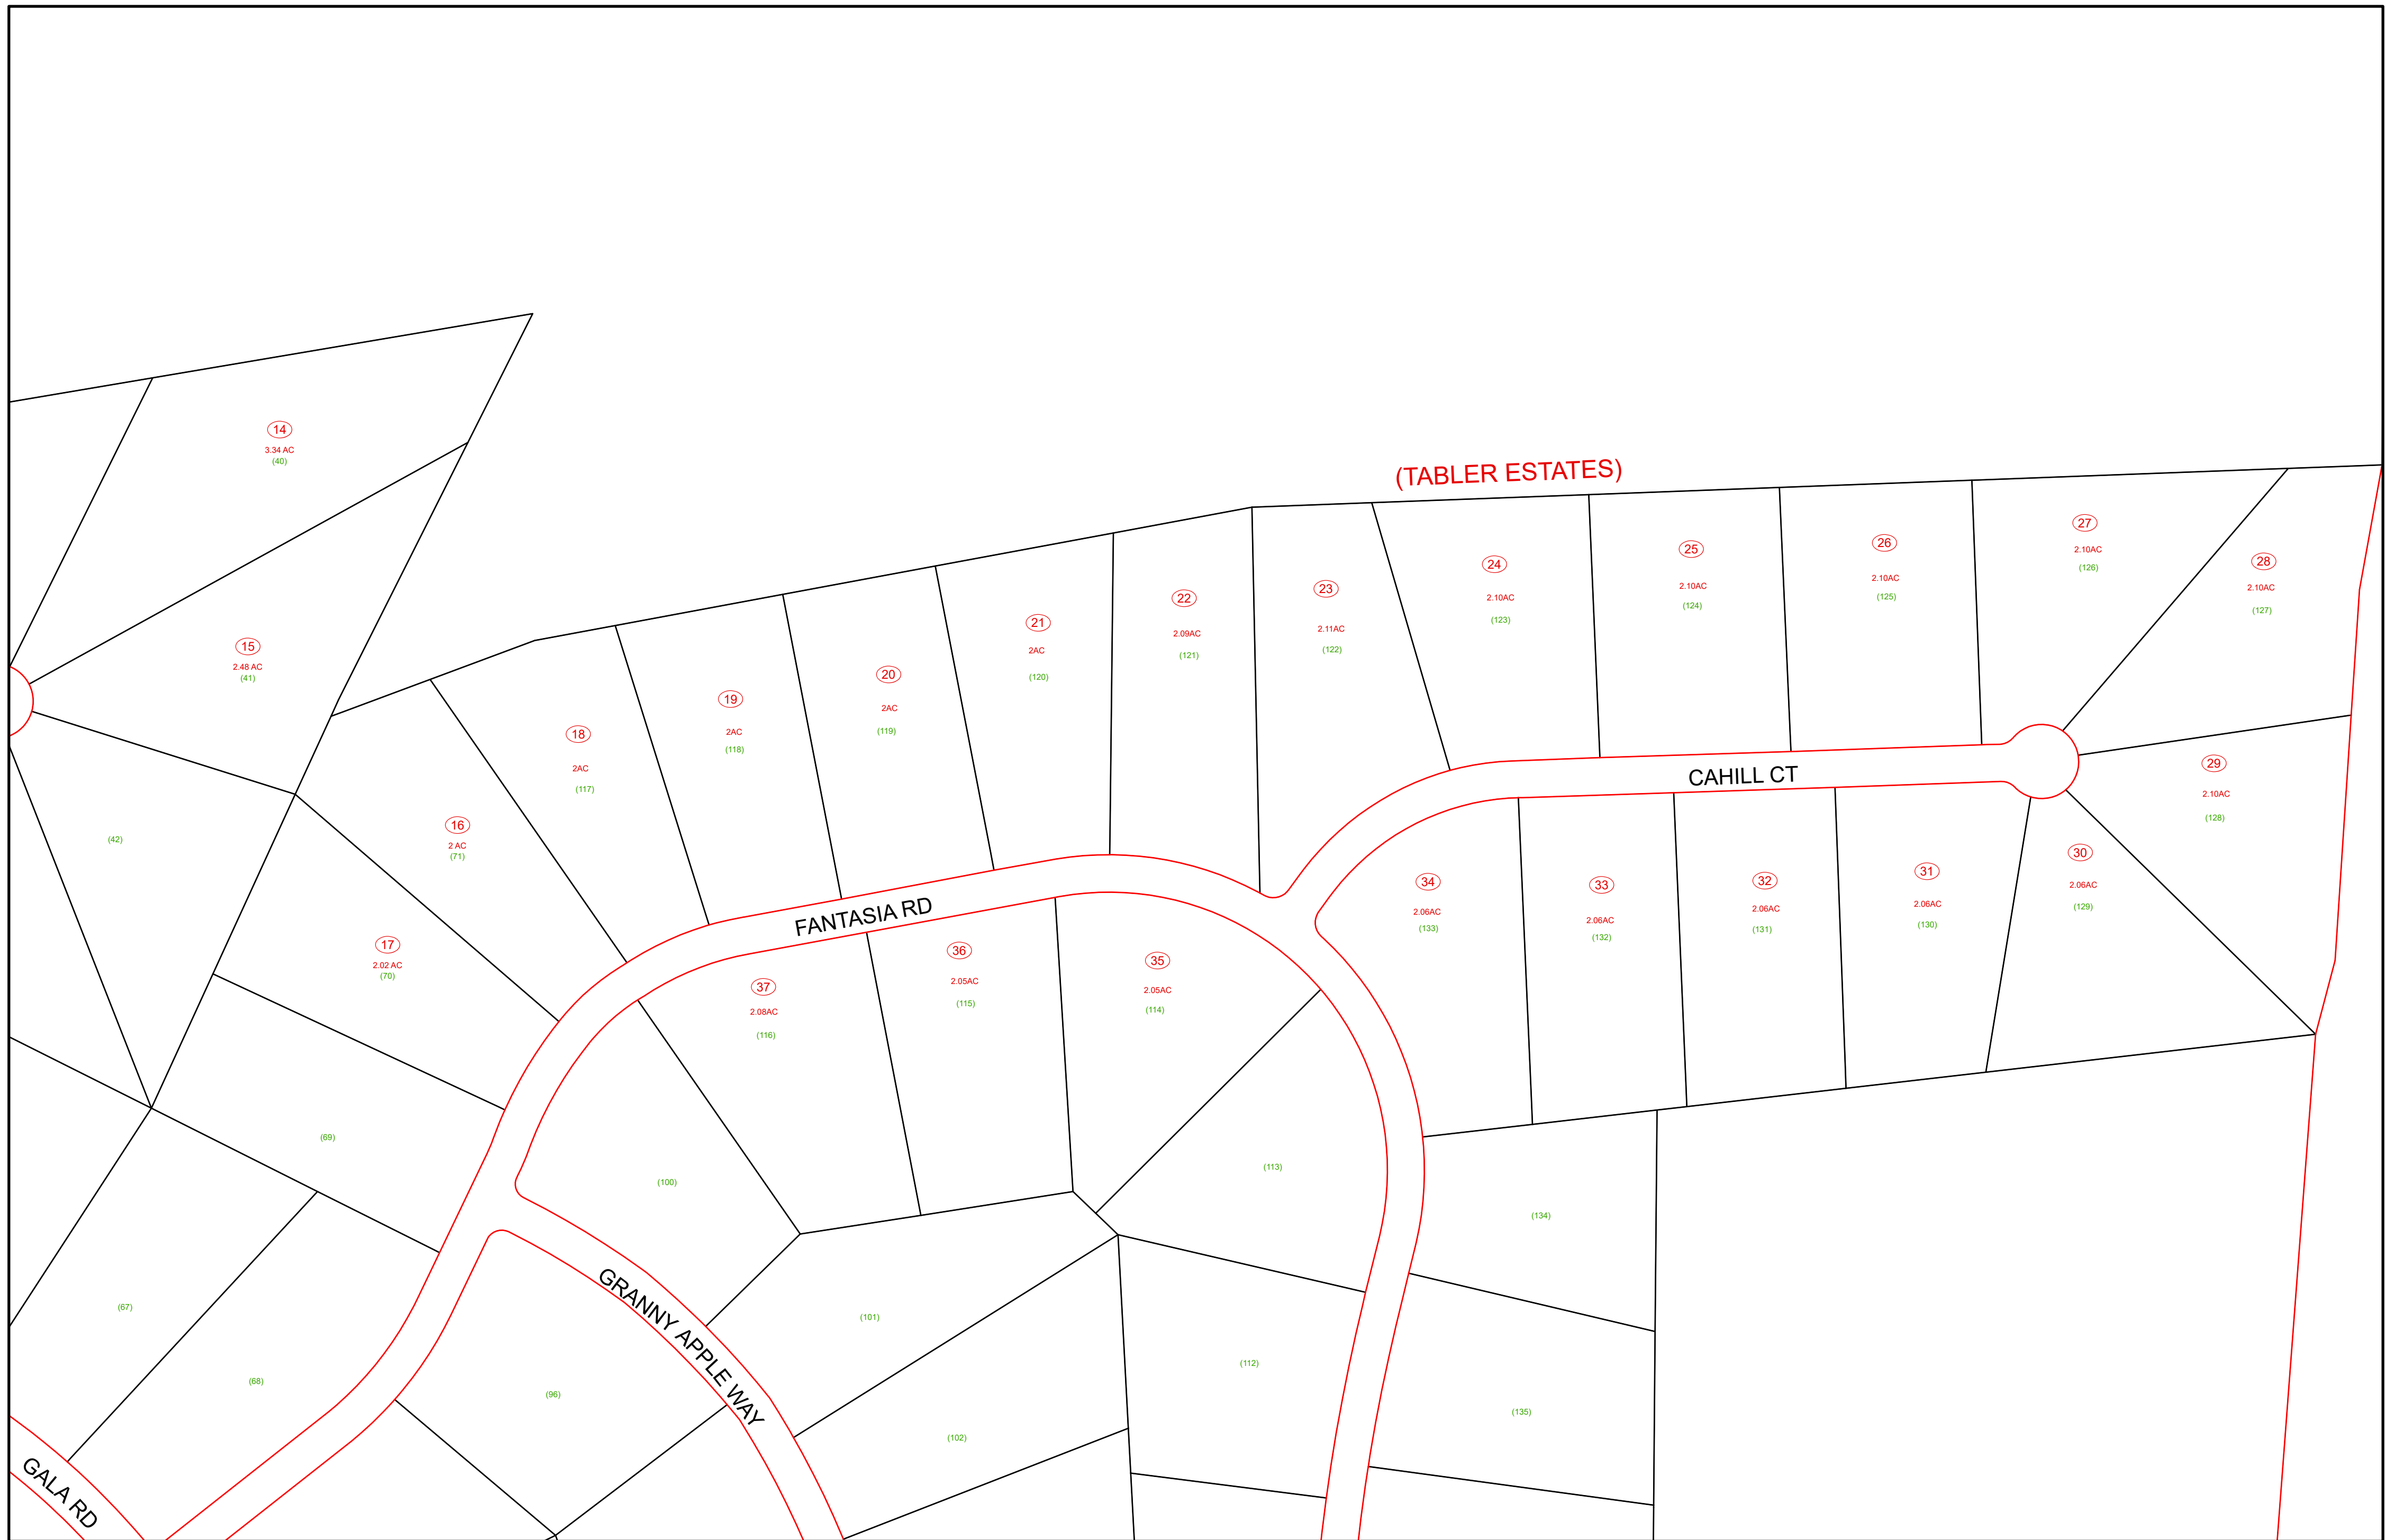 14
3.34 AC
(40)
(TABLER ESTATES)
15
2.48 AC
(41)
(42)
16
2 AC
(71)
17
2.02 AC
(70)
18
2AC
(117)
19
2AC
(118)
20
2AC
(119)
21
2AC
(120)
22
2.09AC
(121)
23
2.11AC
(122)
24
2.10AC
(123)
25
2.10AC
(124)
26
2.10AC
(125)
27
2.10AC
(126)
28
2.10AC
(127)
29
2.10AC
(128)
CAHILL CT
30
2.06AC
(129)
31
2.06AC
(130)
32
2.06AC
(131)
33
2.06AC
(132)
34
2.06AC
(133)
FANTASIA RD
35
2.05AC
(114)
36
2.05AC
(115)
37
2.08AC
(116)
(69)
(100)
(113)
(134)
(67)
(101)
(68)
(96)
GRANNY APPLE WAY
(112)
(102)
(135)
GALA RD